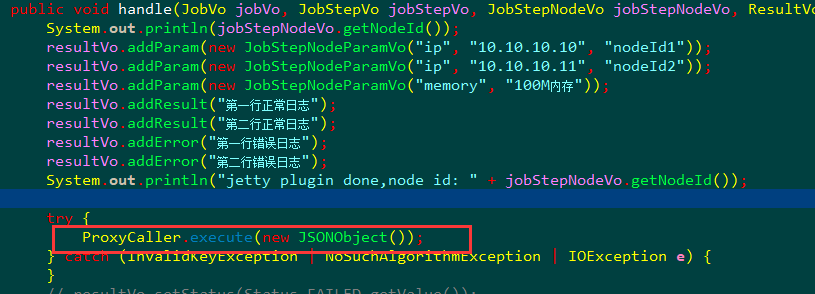 public void handle(JobVo jobVo, JobStepVo jobStepVo, JobStepNodeVo jobStepNodeVo, ResultV
System.out.println(jobStepNodeVo.getNodeId());
resultVo.addParam(new JobStepNodeParamVo("ip", "10.10.10.10", "nodeId1"));
resultVo.addParam(new JobStepNodeParamVo("ip", "10.10.10.11", "nodeId2"));
resultVo.addParam(new JobStepNodeParamVo("memory", "100M内存"));
resultVo.addResult("第一行正常日志");
resultVo.addResult("第二行正常日志");
resultVo.addError("第一行错误日志");
resultVo.addError("第二行错误日志");
System.out.println("jetty plugin done,node id: " + jobStepNodeVo.getNodeId());
try {
ProxyCaller.execute(new JSONObject());
} catch (InvalidKeyException | NoSuchAlgorithmException | IOException e) {
}
// resultVo.setStatus(Status.FAILED.getValue());